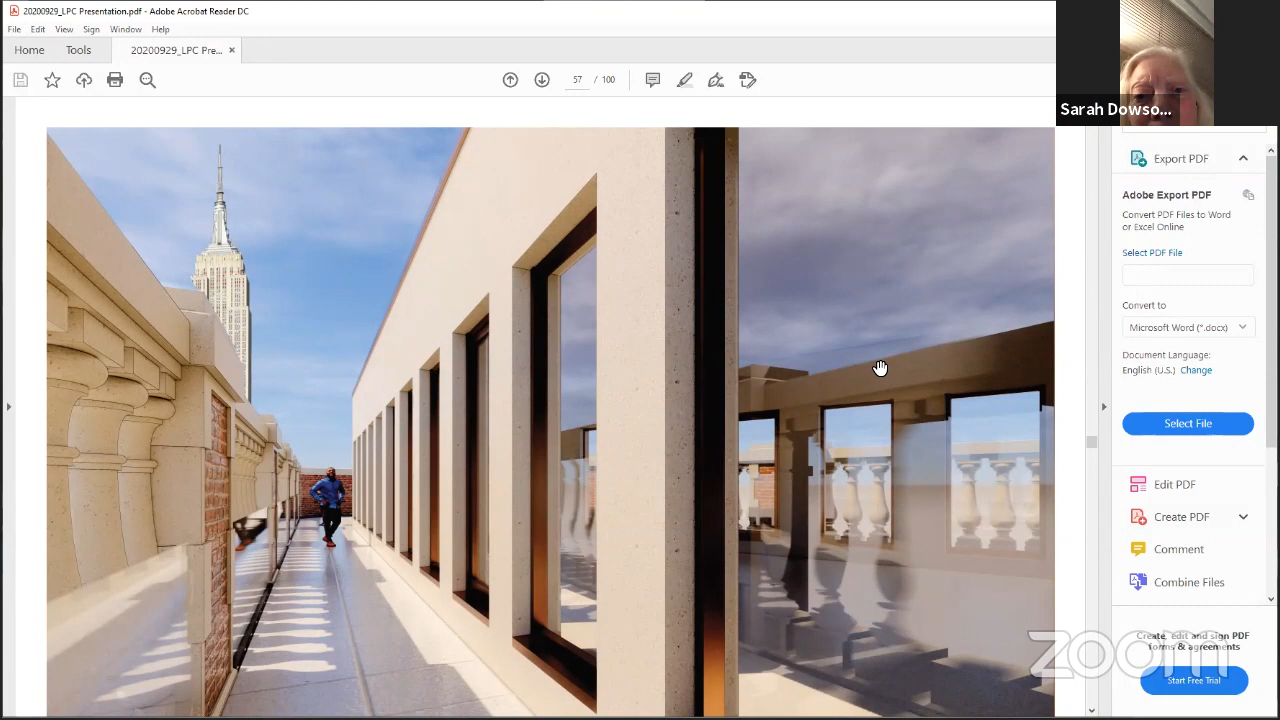 20200929_LPC Presentation.pdf - Adobe Acrobat Reader DC
File Edit View Sign Window Help
Home Tools 20200929_LPC Pre... ×
57 / 100
Sarah Dowso...
Export PDF
Adobe Export PDF
Convert PDF Files to Word
or Excel Online
Select PDF File
Convert to
Microsoft Word (*.docx)
Document Language:
English (U.S.) Change
Select File
Edit PDF
Create PDF
Comment
Combine Files
Create, edit and sign PDF
forms & agreements
Start Free Trial
zoom